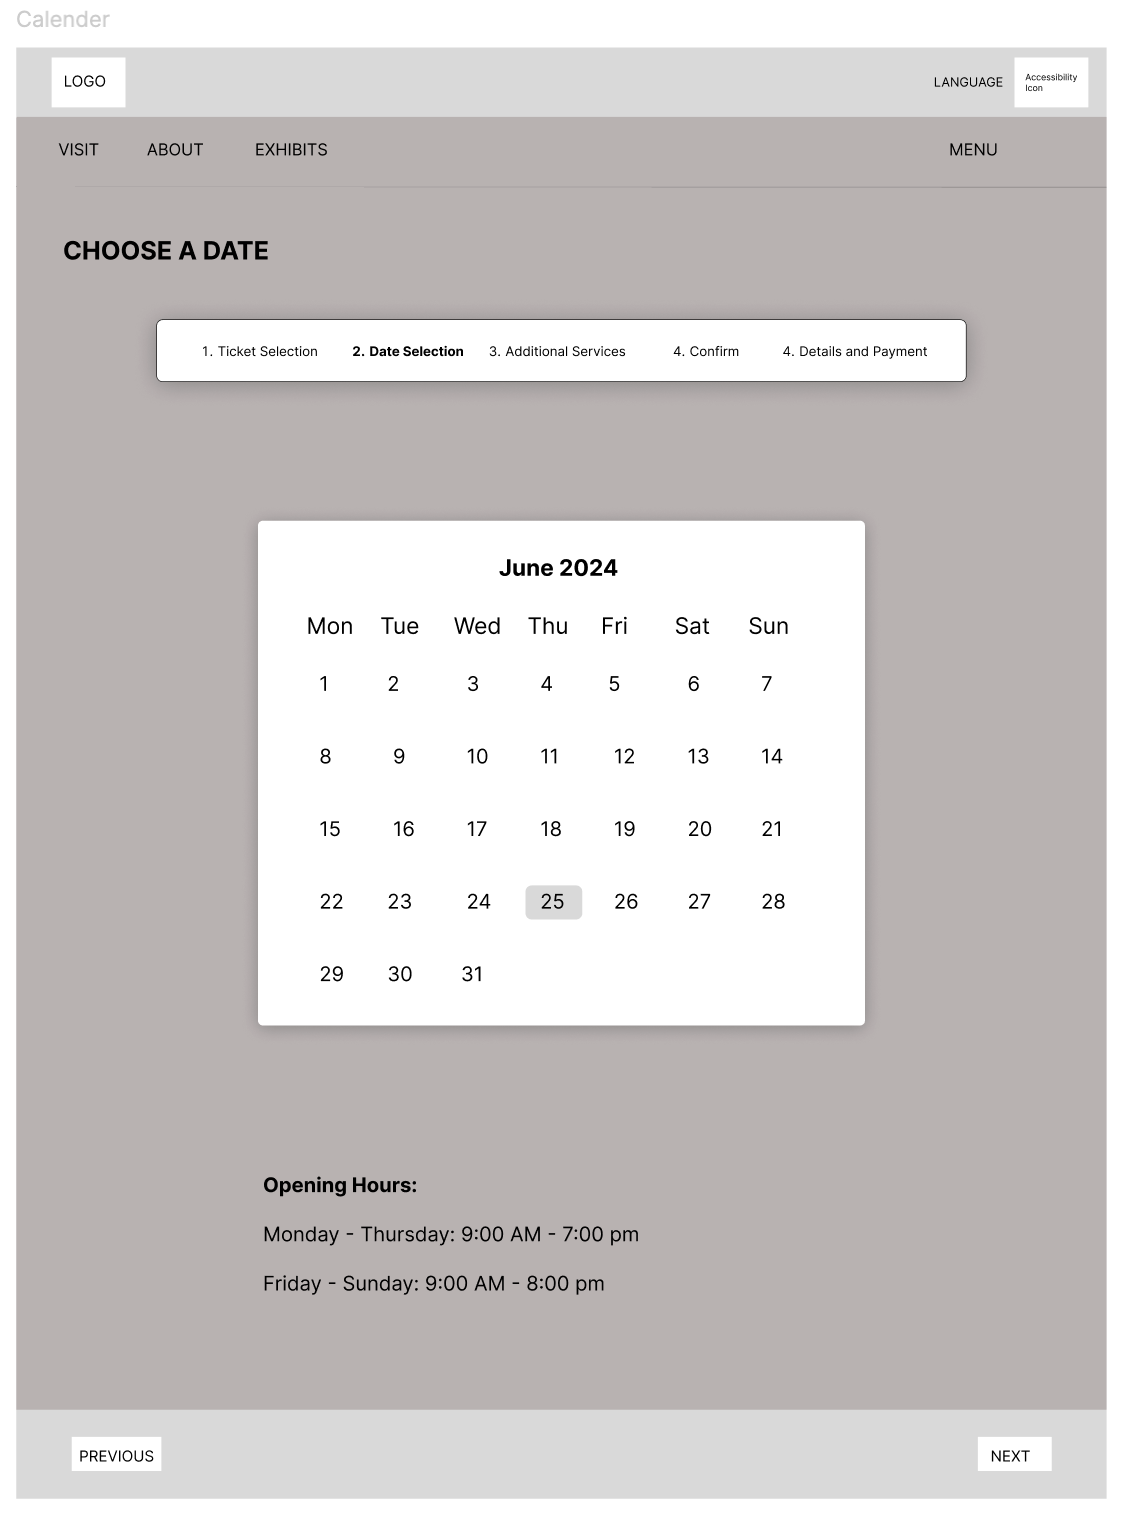 Calender
LOGO
LANGUAGE
Accessibility
Icon
VISIT ABOUT EXHIBITS MENU
CHOOSE A DATE
1. Ticket Selection 2. Date Selection 3. Additional Services 4. Confirm 4. Details and Payment
June 2024
Mon Tue Wed Thu Fri Sat Sun
1 2 3 4 5 6 7
8 9 10 11 12 13 14
15 16 17 18 19 20 21
22 23 24 25 26 27 28
29 30 31
Opening Hours:
Monday - Thursday: 9:00 AM - 7:00 pm
Friday - Sunday: 9:00 AM - 8:00 pm
PREVIOUS NEXT